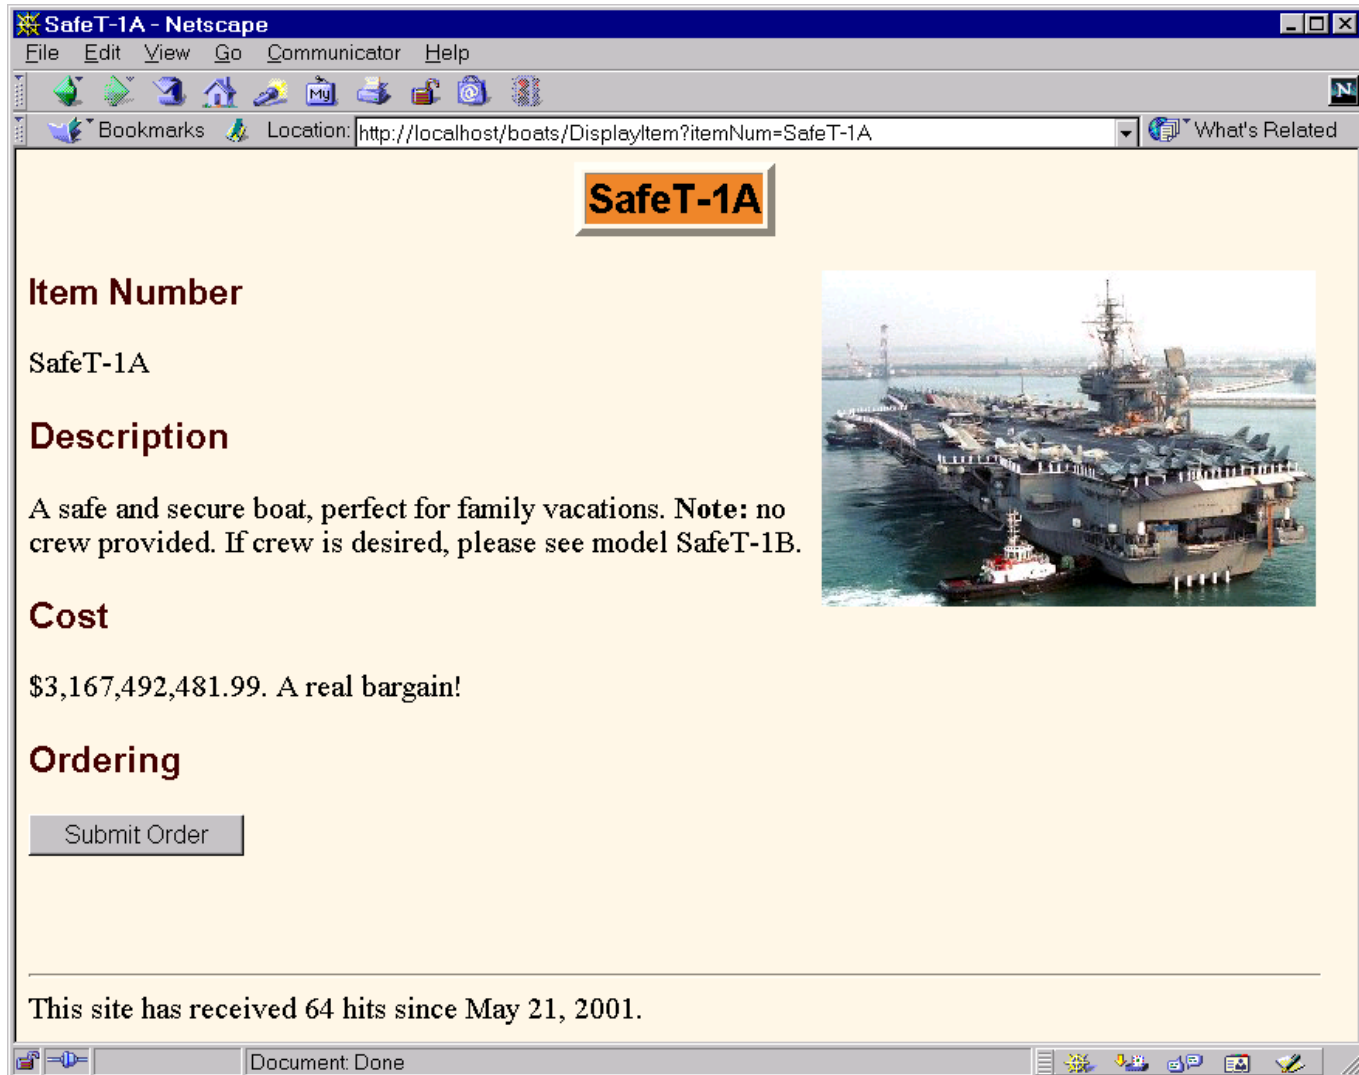 SafeT-1A - Netscape
File Edit View Go Communicator Help
My
N
Bookmarks Location: http://localhost/boats/DisplayItem?itemNum=SafeT-1A What's Related
SafeT-1A
Item Number
SafeT-1A
Description
A safe and secure boat, perfect for family vacations. Note: no
crew provided. If crew is desired, please see model SafeT-1B.
Cost
$3,167,492,481.99. A real bargain!
Ordering
Submit Order
This site has received 64 hits since May 21, 2001.
Document: Done